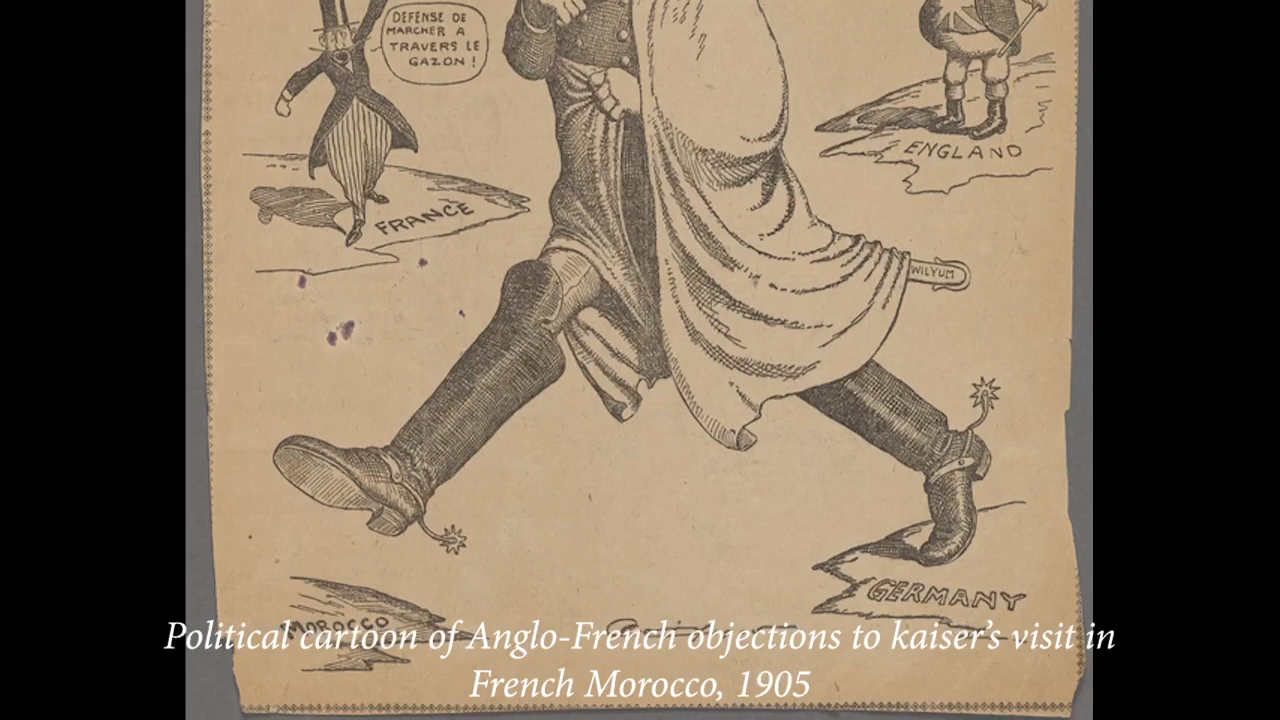 DEFENSE DE
MARCHER A
TRAVERS LE
GAZON !
ENGLAND
FRANCE
WILYUM
GERMANY
MOROCCO
Political cartoon of Anglo-French objections to kaiser’s visit in
French Morocco, 1905